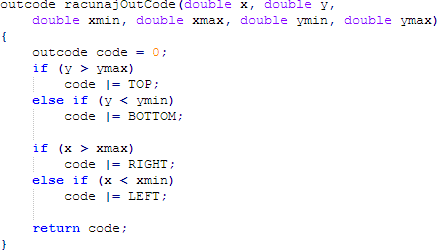 outcode racunajOutCode(double x, double y,
    double xmin, double xmax, double ymin, double ymax)
{
    outcode code = 0;
    if (y > ymax)
        code |= TOP;
    else if (y < ymin)
        code |= BOTTOM;

    if (x > xmax)
        code |= RIGHT;
    else if (x < xmin)
        code |= LEFT;

    return code;
}